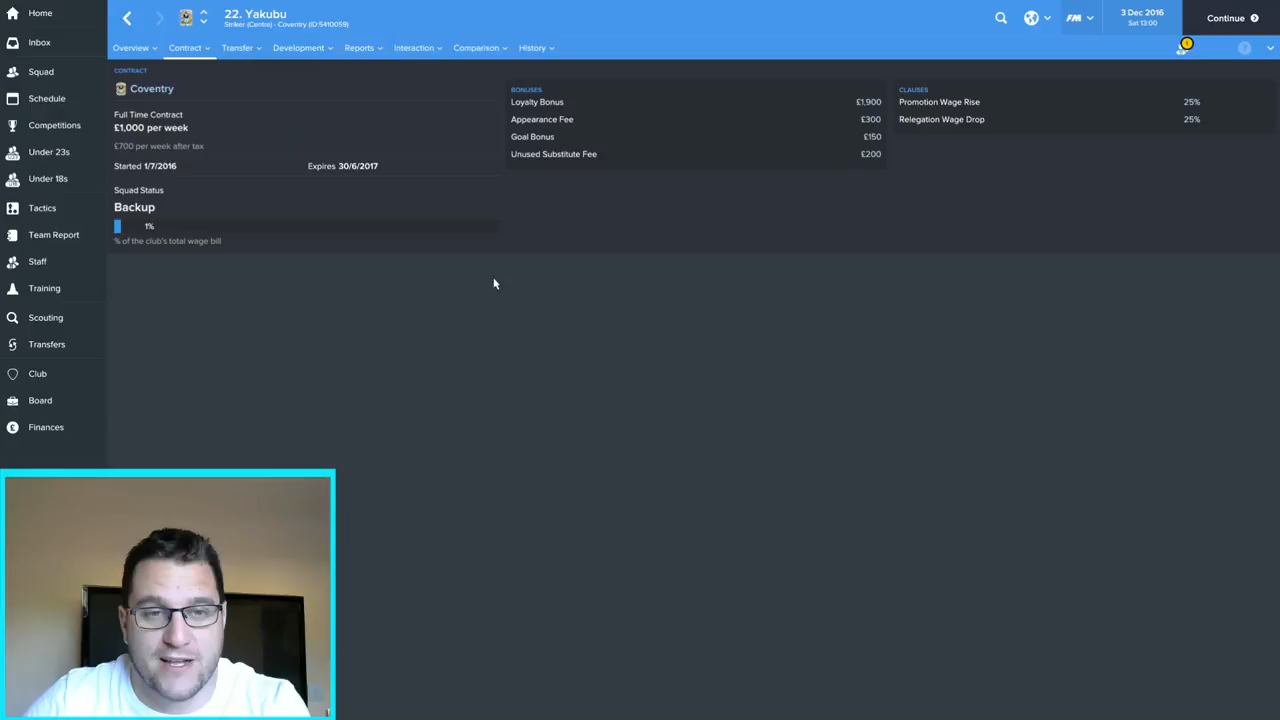 Home
Inbox
Squad
Schedule
Competitions
Under 23s
Under 18s
Tactics
Team Report
Staff
Training
Scouting
Transfers
Club
Board
Finances
22. Yakubu
Striker (Centre) - Coventry (ID:5410059)
FM
3 Dec 2016
Sat 13:00
Continue
Overview
Contract
Transfer
Development
Reports
Interaction
Comparison
History
CONTRACT
Coventry
Full Time Contract
£1,000 per week
£700 per week after tax
Started 1/7/2016 Expires 30/6/2017
Squad Status
Backup
1%
% of the club's total wage bill
BONUSES
Loyalty Bonus £1,900
Appearance Fee £300
Goal Bonus £150
Unused Substitute Fee £200
CLAUSES
Promotion Wage Rise 25%
Relegation Wage Drop 25%